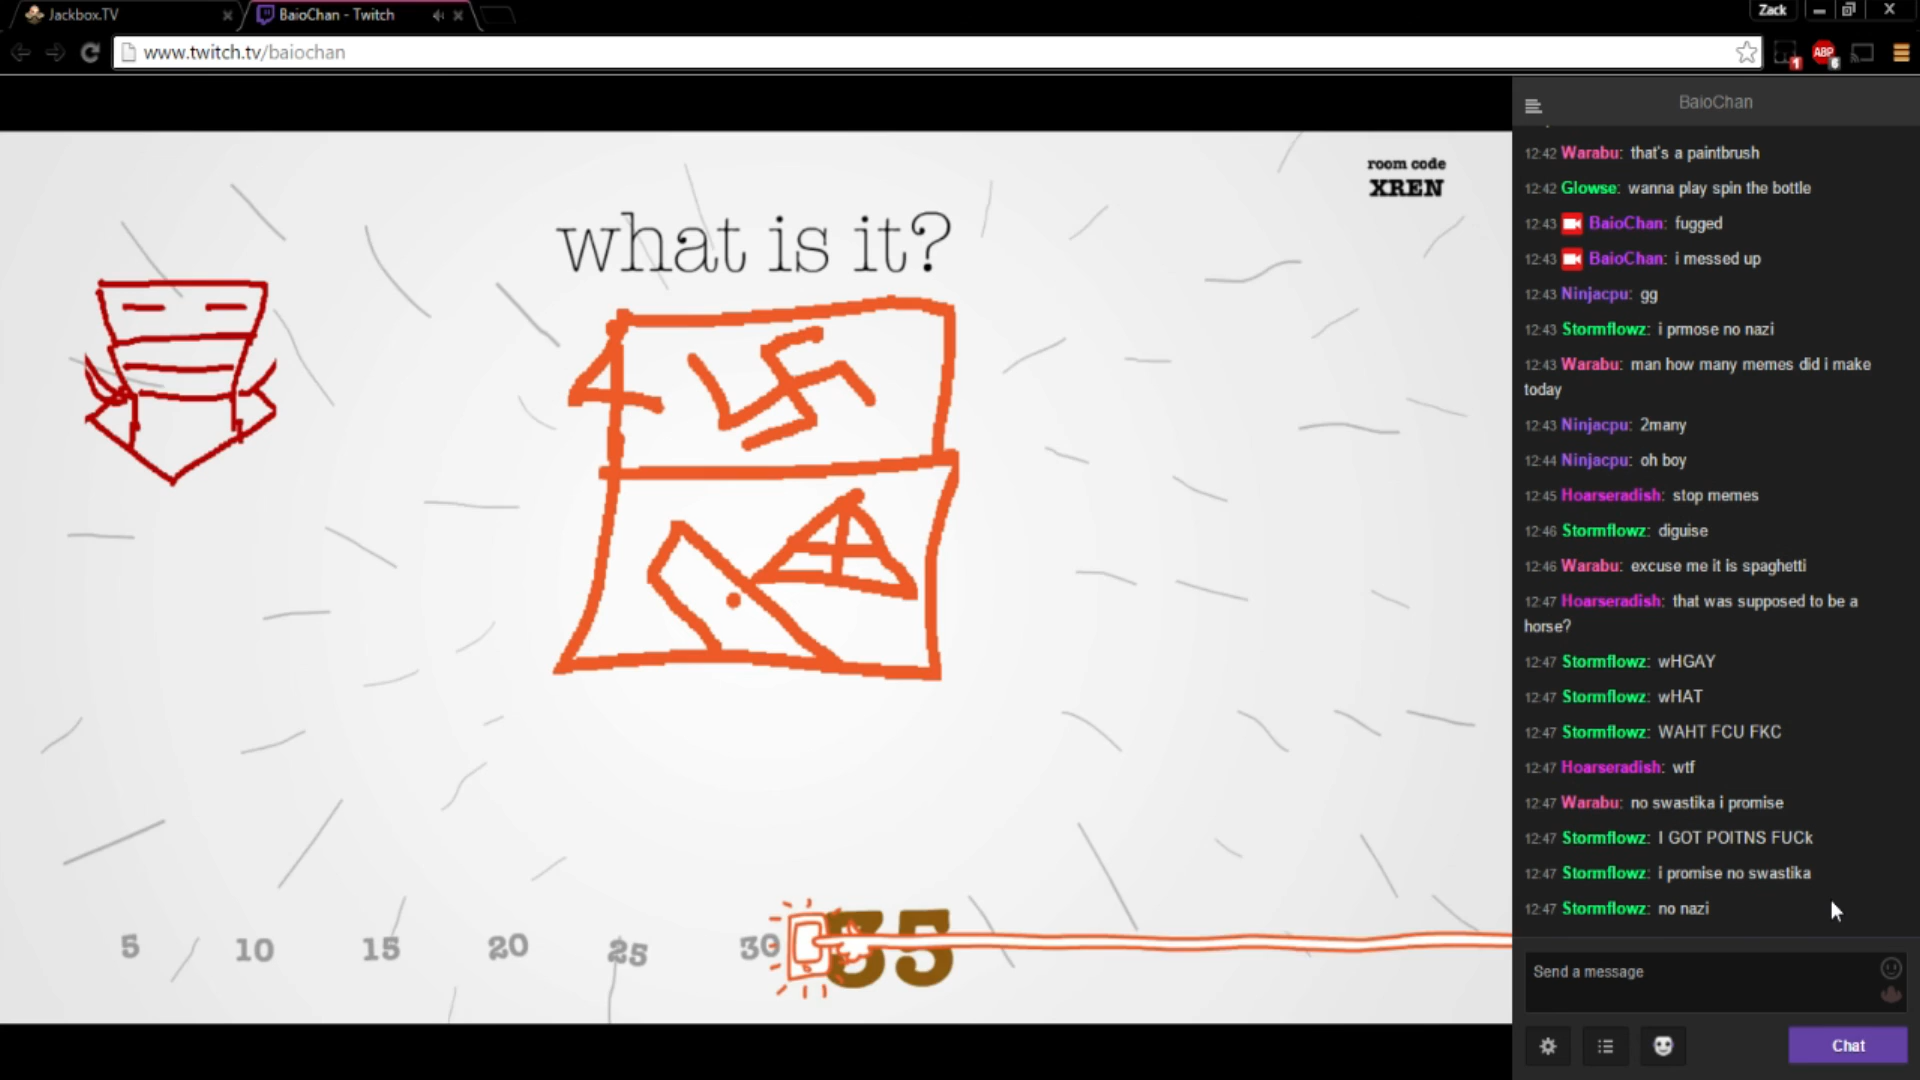 Jackbox.TV
BaioChan - Twitch
Zack
www.twitch.tv/baiochan
1
ABP
6
room code
XREN
what is it?
4
5
10
15
20
25
30
35
BaioChan
12:42 Warabu: that's a paintbrush
12:42 Glowse: wanna play spin the bottle
12:43 BaioChan: fugged
12:43 BaioChan: i messed up
12:43 Ninjacpu: gg
12:43 Stormflowz: i prmose no nazi
12:43 Warabu: man how many memes did i make
today
12:43 Ninjacpu: 2many
12:44 Ninjacpu: oh boy
12:45 Hoarseradish: stop memes
12:46 Stormflowz: diguise
12:46 Warabu: excuse me it is spaghetti
12:47 Hoarseradish: that was supposed to be a
horse?
12:47 Stormflowz: wHGAY
12:47 Stormflowz: wHAT
12:47 Stormflowz: WAHT FCU FKC
12:47 Hoarseradish: wtf
12:47 Warabu: no swastika i promise
12:47 Stormflowz: I GOT POITNS FUCk
12:47 Stormflowz: i promise no swastika
12:47 Stormflowz: no nazi
Send a message
Chat